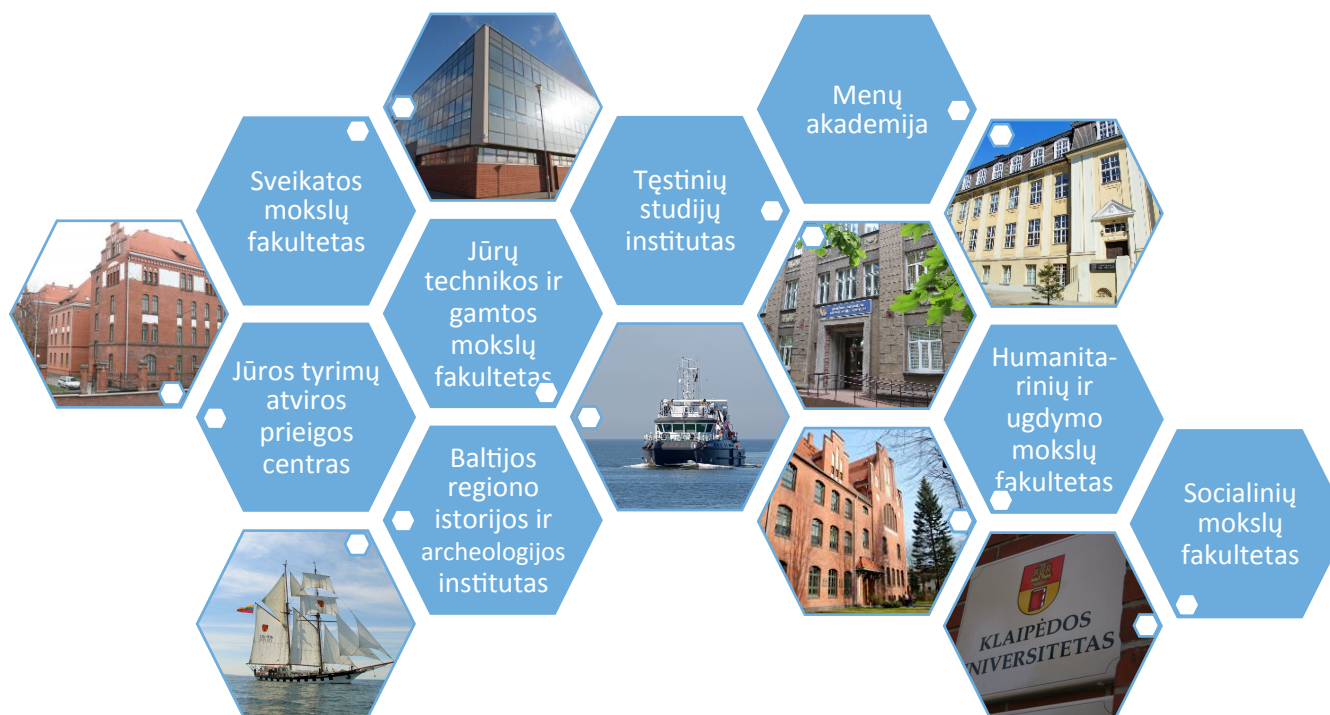 Menų
akademija
Sveikatos
mokslų
fakultetas
Tęstinių
studijų
institutas
Jūrų
technikos ir
gamtos
mokslų
fakultetas
Jūros tyrimų
atviros
prieigos
centras
Humanita-
rinių ir
ugdymo
mokslų
fakultetas
Baltijos
regiono
istorijos ir
archeologijos
institutas
Socialinių
mokslų
fakultetas
KLAIPĖDOS
UNIVERSITETAS